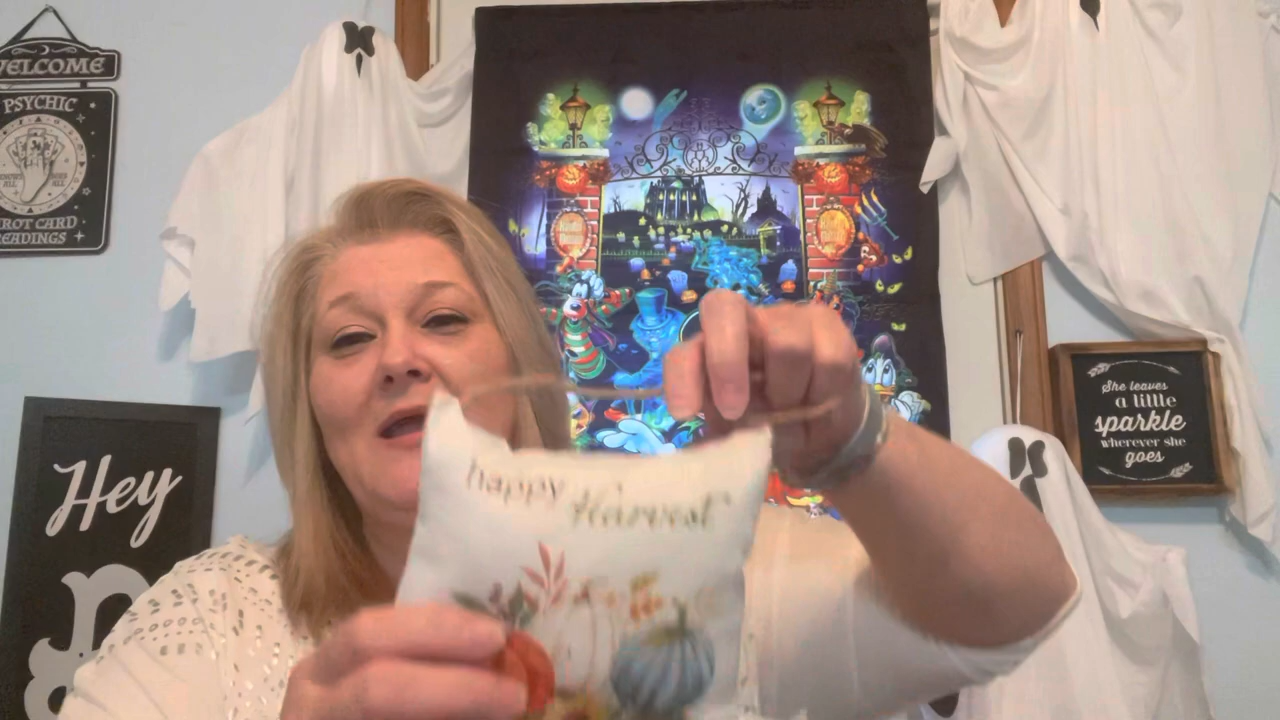 WELCOME
PSYCHIC
TAROT CARD
READINGS
Hey
She leaves
a little
sparkle
wherever she
goes
happy
Harvest